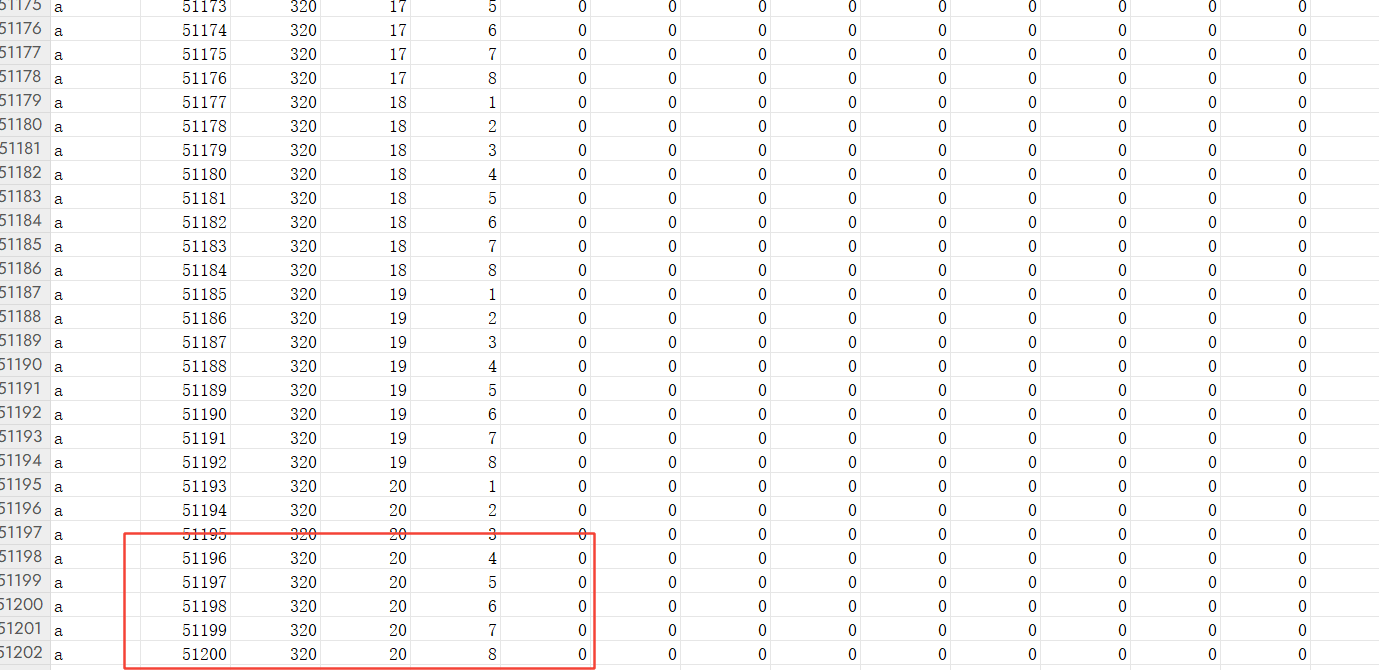 51175 a 51173 320 17 5 0 0 0 0 0 0 0 0 0
51176 a 51174 320 17 6 0 0 0 0 0 0 0 0 0
51177 a 51175 320 17 7 0 0 0 0 0 0 0 0 0
51178 a 51176 320 17 8 0 0 0 0 0 0 0 0 0
51179 a 51177 320 18 1 0 0 0 0 0 0 0 0 0
51180 a 51178 320 18 2 0 0 0 0 0 0 0 0 0
51181 a 51179 320 18 3 0 0 0 0 0 0 0 0 0
51182 a 51180 320 18 4 0 0 0 0 0 0 0 0 0
51183 a 51181 320 18 5 0 0 0 0 0 0 0 0 0
51184 a 51182 320 18 6 0 0 0 0 0 0 0 0 0
51185 a 51183 320 18 7 0 0 0 0 0 0 0 0 0
51186 a 51184 320 18 8 0 0 0 0 0 0 0 0 0
51187 a 51185 320 19 1 0 0 0 0 0 0 0 0 0
51188 a 51186 320 19 2 0 0 0 0 0 0 0 0 0
51189 a 51187 320 19 3 0 0 0 0 0 0 0 0 0
51190 a 51188 320 19 4 0 0 0 0 0 0 0 0 0
51191 a 51189 320 19 5 0 0 0 0 0 0 0 0 0
51192 a 51190 320 19 6 0 0 0 0 0 0 0 0 0
51193 a 51191 320 19 7 0 0 0 0 0 0 0 0 0
51194 a 51192 320 19 8 0 0 0 0 0 0 0 0 0
51195 a 51193 320 20 1 0 0 0 0 0 0 0 0 0
51196 a 51194 320 20 2 0 0 0 0 0 0 0 0 0
51197 a 51195 320 20 3 0 0 0 0 0 0 0 0 0
51198 a 51196 320 20 4 0 0 0 0 0 0 0 0 0
51199 a 51197 320 20 5 0 0 0 0 0 0 0 0 0
51200 a 51198 320 20 6 0 0 0 0 0 0 0 0 0
51201 a 51199 320 20 7 0 0 0 0 0 0 0 0 0
51202 a 51200 320 20 8 0 0 0 0 0 0 0 0 0